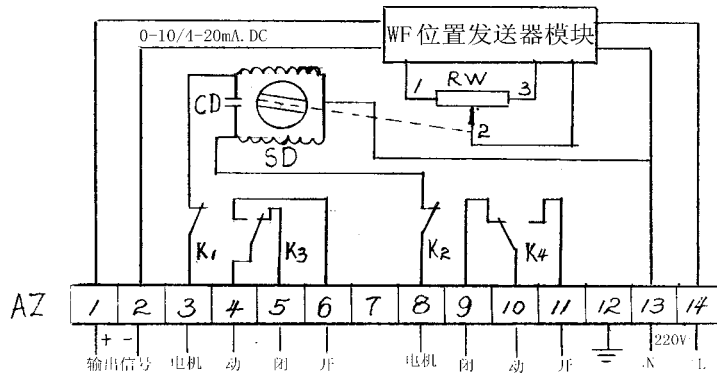 0-10/4-20mA.DC
WF位置发送器模块
1 RW 3
2
CD
SD
K1 K3 K2 K4
AZ 1 2 3 4 5 6 7 8 9 10 11 12 13 14
+ - 220V
输出信号 电机 动 闭 开 电机 闭 动 开 N L